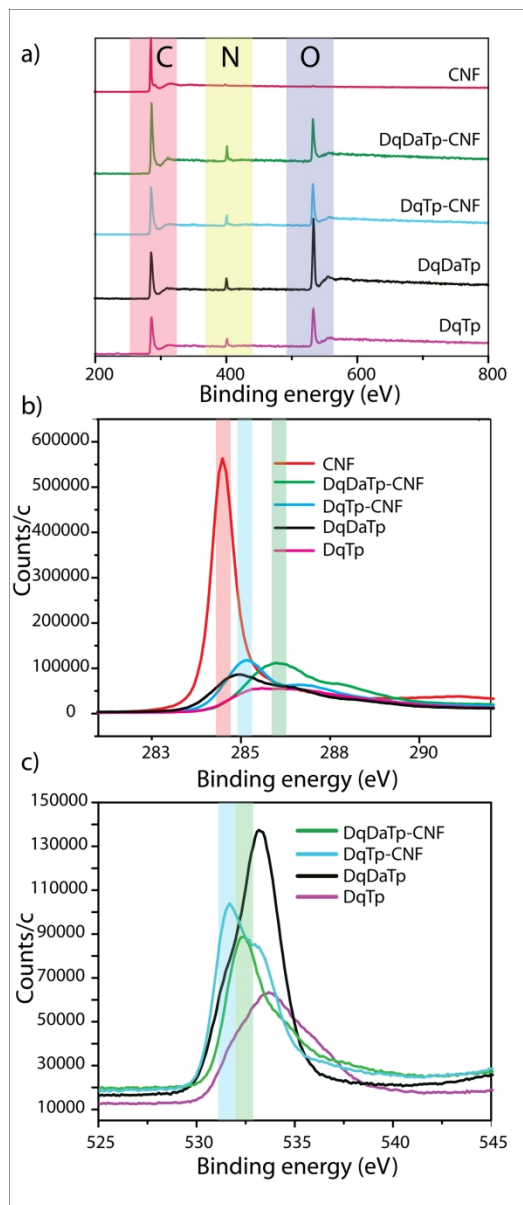 a)
C N O
CNF
DqDaTp-CNF
DqTp-CNF
DqDaTp
DqTp
200 400 600 800
Binding energy (eV)
b)
600000
500000
400000
300000
200000
100000
0
Counts/c
CNF
DqDaTp-CNF
DqTp-CNF
DqDaTp
DqTp
283 285 288 290
Binding energy (eV)
c)
150000
130000
110000
90000
70000
50000
30000
10000
Counts/c
DqDaTp-CNF
DqTp-CNF
DqDaTp
DqTp
525 530 535 540 545
Binding energy (eV)